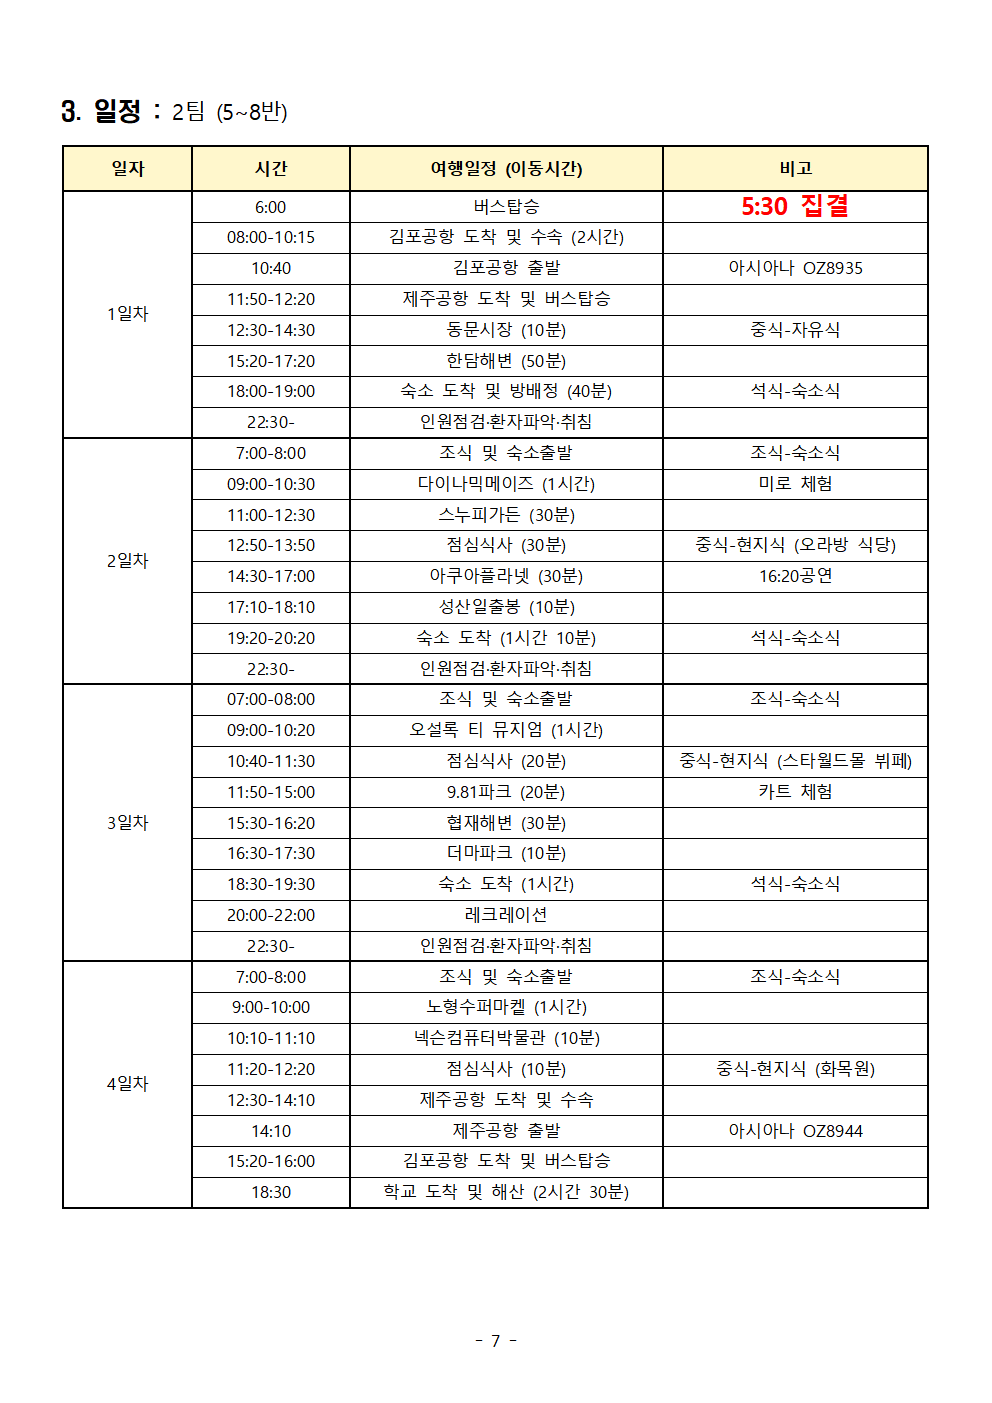 3. 일정 : 2팀 (5~8반)
일자 시간 여행일정 (이동시간) 비고
1일차
6:00 버스탑승 5:30 집결
08:00-10:15 김포공항 도착 및 수속 (2시간)
10:40 김포공항 출발 아시아나 OZ8935
11:50-12:20 제주공항 도착 및 버스탑승
12:30-14:30 동문시장 (10분) 중식-자유식
15:20-17:20 한담해변 (50분)
18:00-19:00 숙소 도착 및 방배정 (40분) 석식-숙소식
22:30- 인원점검·환자파악·취침
2일차
7:00-8:00 조식 및 숙소출발 조식-숙소식
09:00-10:30 다이나믹메이즈 (1시간) 미로 체험
11:00-12:30 스누피가든 (30분)
12:50-13:50 점심식사 (30분) 중식-현지식 (오라방 식당)
14:30-17:00 아쿠아플라넷 (30분) 16:20공연
17:10-18:10 성산일출봉 (10분)
19:20-20:20 숙소 도착 (1시간 10분) 석식-숙소식
22:30- 인원점검·환자파악·취침
3일차
07:00-08:00 조식 및 숙소출발 조식-숙소식
09:00-10:20 오설록 티 뮤지엄 (1시간)
10:40-11:30 점심식사 (20분) 중식-현지식 (스타월드몰 뷔페)
11:50-15:00 9.81파크 (20분) 카트 체험
15:30-16:20 협재해변 (30분)
16:30-17:30 더마파크 (10분)
18:30-19:30 숙소 도착 (1시간) 석식-숙소식
20:00-22:00 레크레이션
22:30- 인원점검·환자파악·취침
4일차
7:00-8:00 조식 및 숙소출발 조식-숙소식
9:00-10:00 노형수퍼마켙 (1시간)
10:10-11:10 넥슨컴퓨터박물관 (10분)
11:20-12:20 점심식사 (10분) 중식-현지식 (화목원)
12:30-14:10 제주공항 도착 및 수속
14:10 제주공항 출발 아시아나 OZ8944
15:20-16:00 김포공항 도착 및 버스탑승
18:30 학교 도착 및 해산 (2시간 30분)
- 7 -